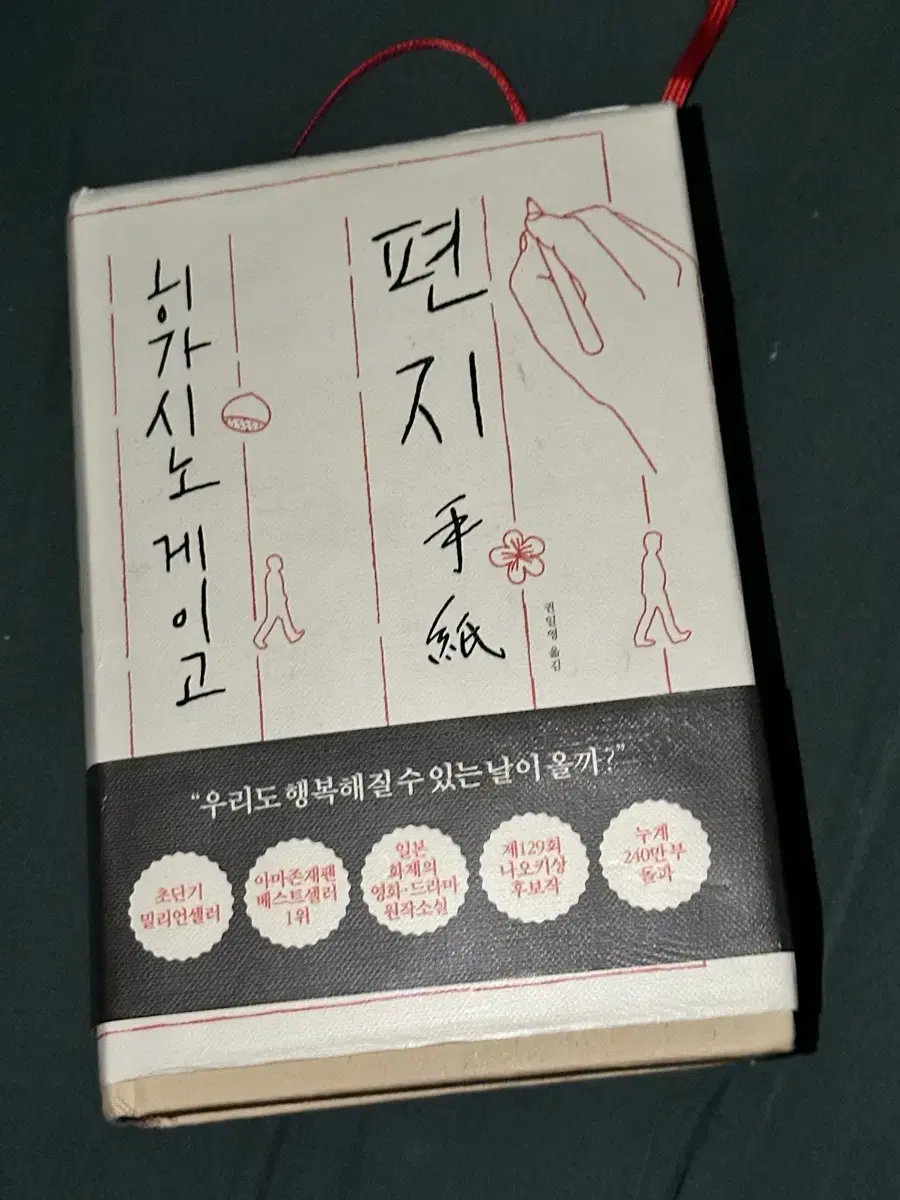 편지
手紙
권일영 옮김
히가시노 게이고
“우리도 행복해질 수 있는 날이 올까?”
초단기
밀리언셀러
아마존재팬
베스트셀러
1위
일본
화제의
영화·드라마
원작소설
제129회
나오키상
후보작
누계
240만 부
돌파